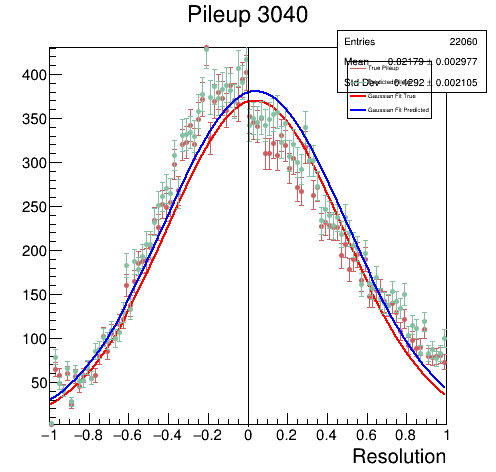 Pileup 3040
Entries 22060
Mean 0.02179 ± 0.002977
True Pileup
Std Dev 0.4292 ± 0.002105
Gaussian Fit True
Gaussian Fit Predicted
400
350
300
250
200
150
100
50
−1 −0.8 −0.6 −0.4 −0.2 0 0.2 0.4 0.6 0.8 1
Resolution